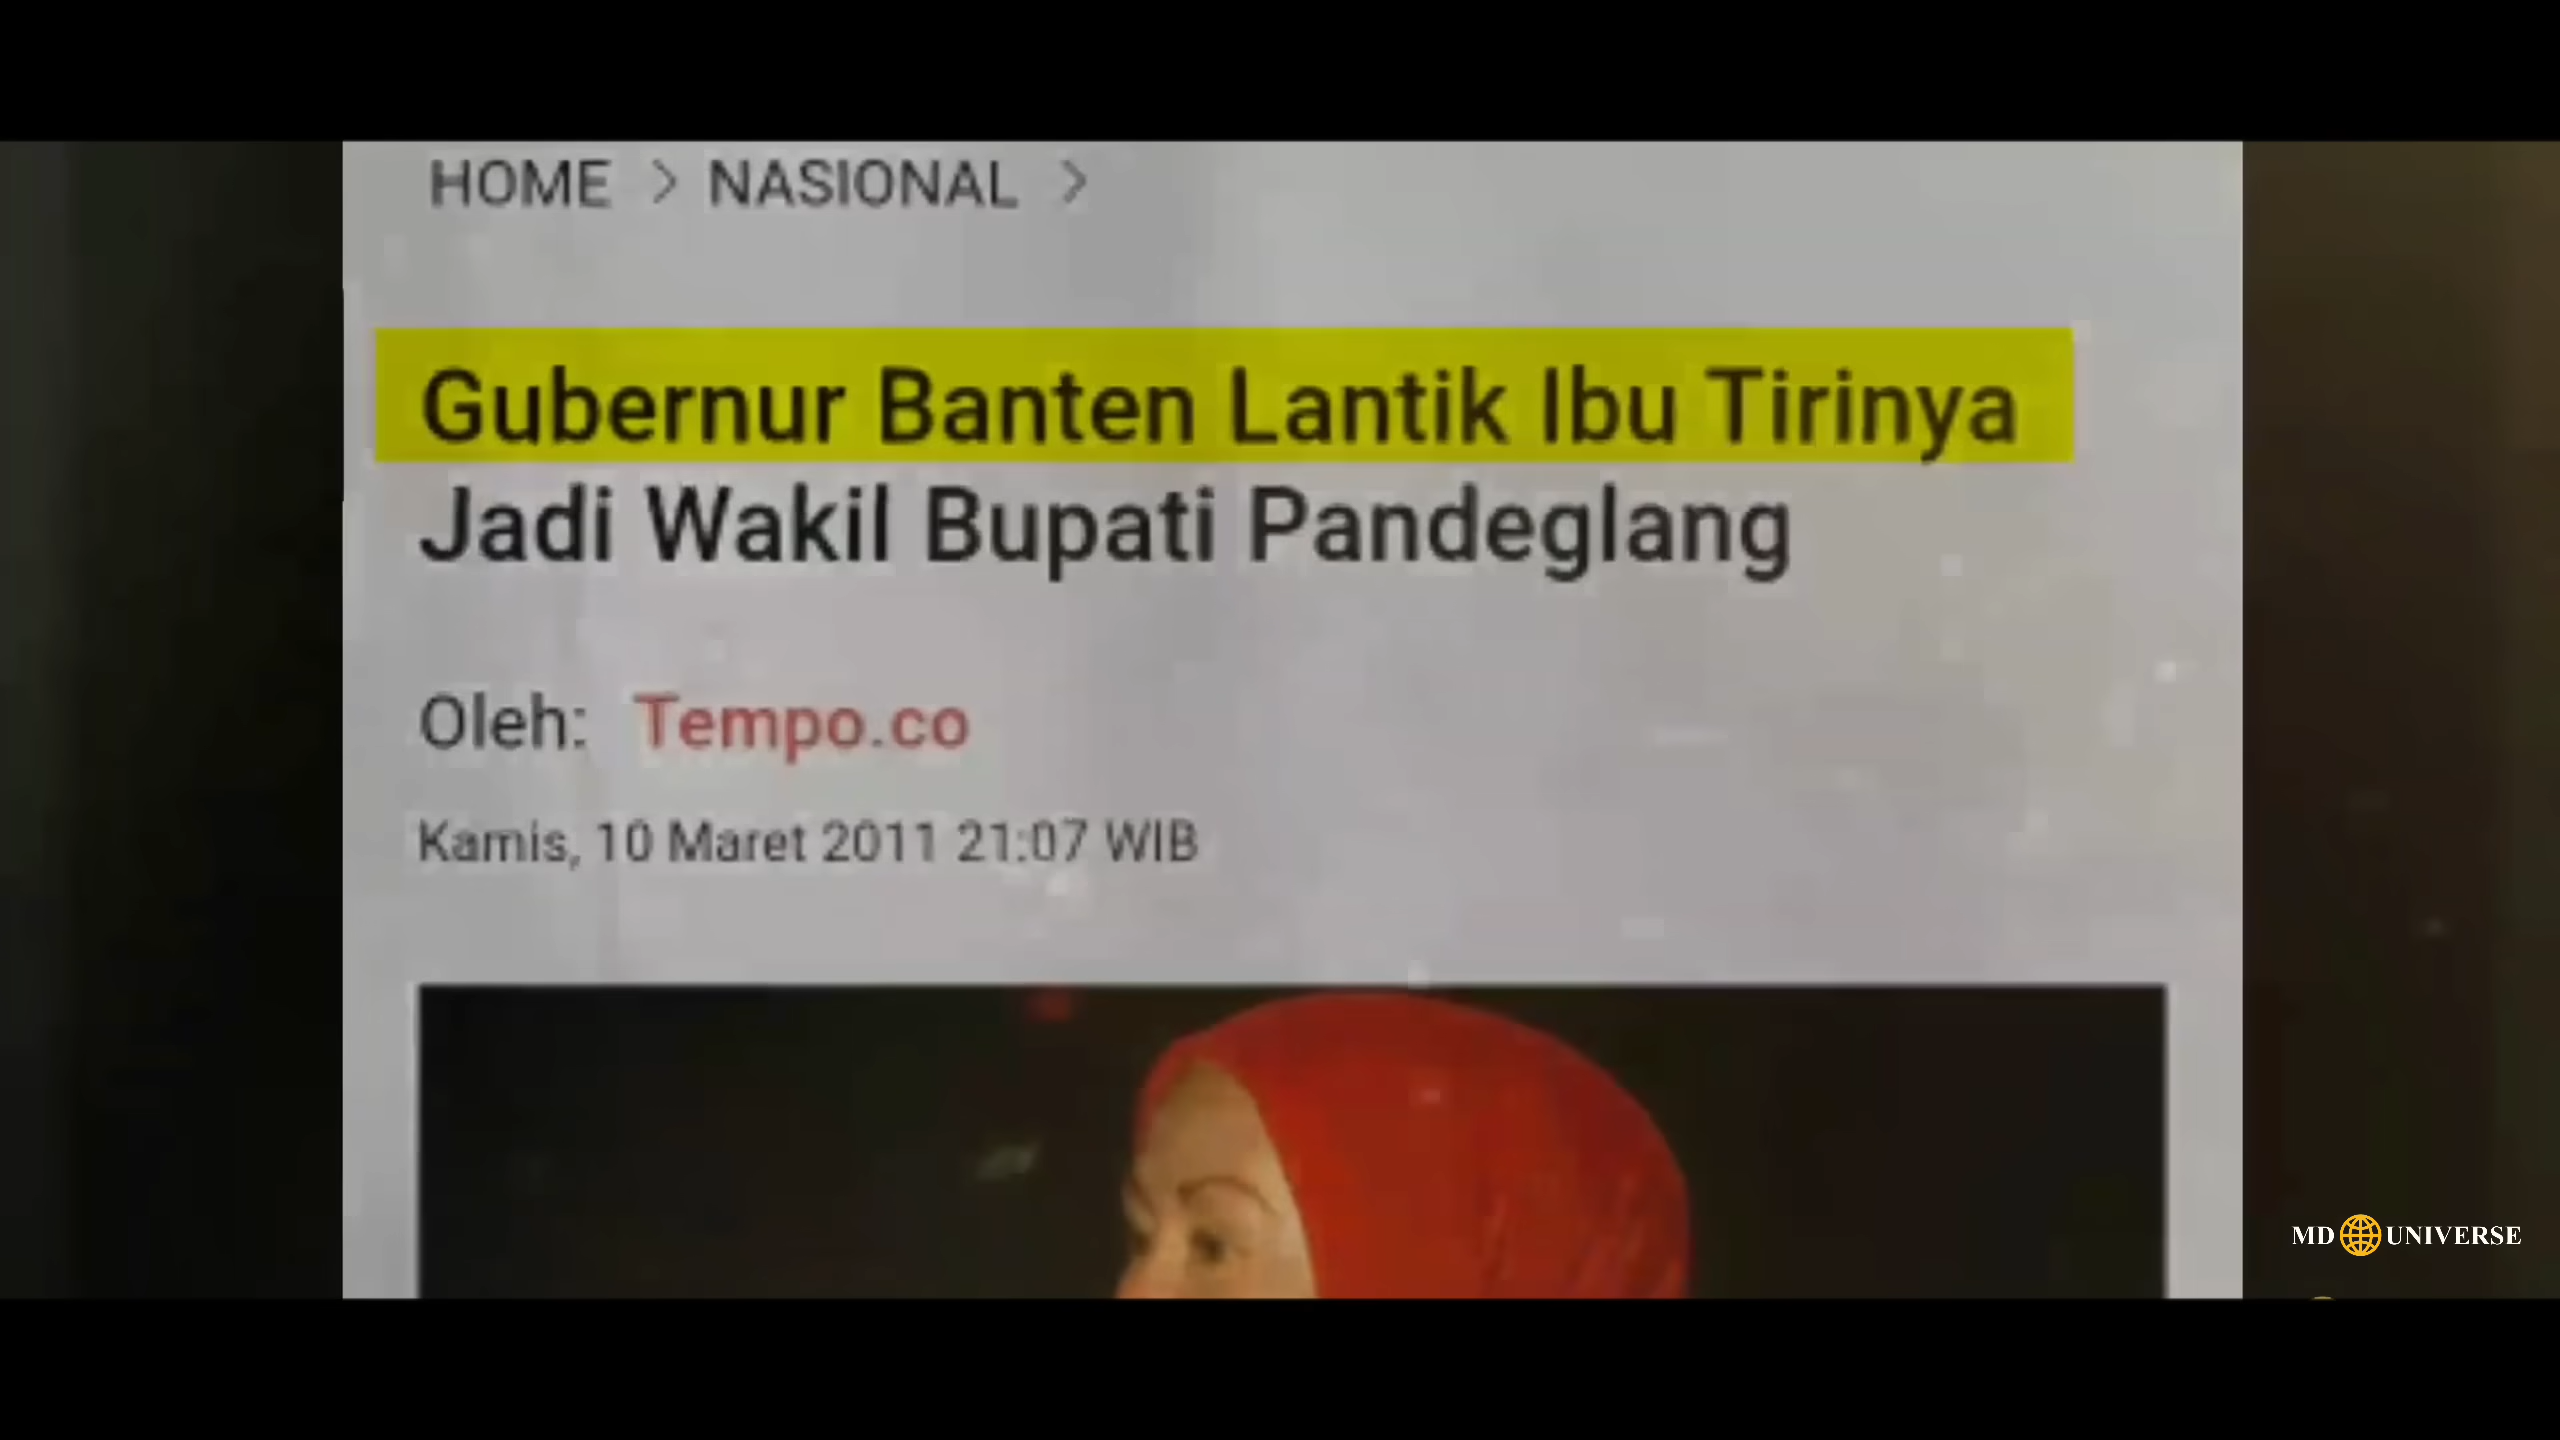 HOME > NASIONAL >
Gubernur Banten Lantik Ibu Tirinya
Jadi Wakil Bupati Pandeglang
Oleh: Tempo.co
Kamis, 10 Maret 2011 21:07 WIB
MD UNIVERSE